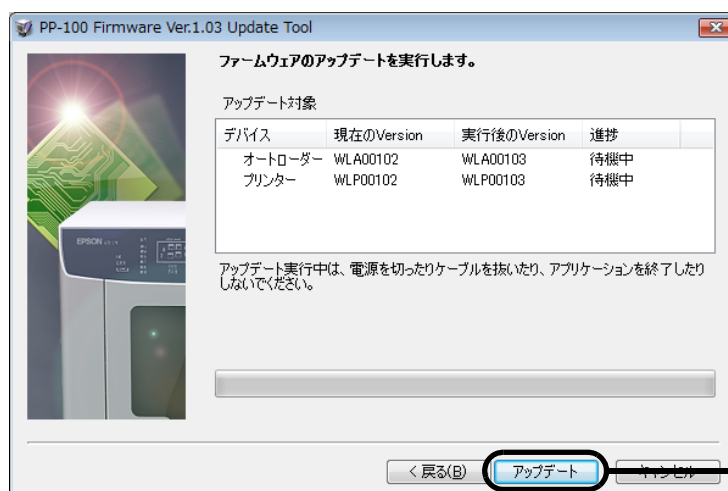 PP-100 Firmware Ver.1.03 Update Tool
ファームウェアのアップデートを実行します。
アップデート対象
デバイス 現在のVersion 実行後のVersion 進捗
オートローダー WLA00102 WLA00103 待機中
プリンター WLP00102 WLP00103 待機中
EPSON
アップデート実行中は、電源を切ったりケーブルを抜いたり、アプリケーションを終了したり
しないでください。
< 戻る(B) アップデート キャンセル